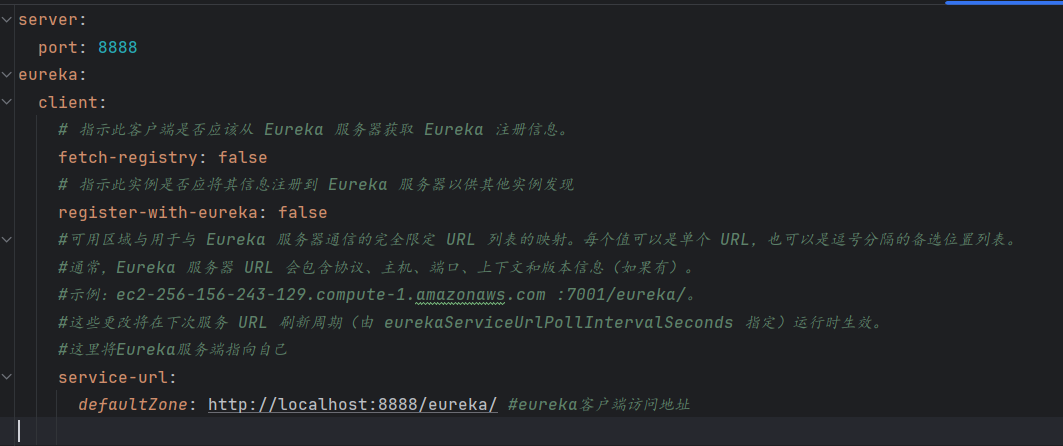 server:
  port: 8888
eureka:
  client:
    # 指示此客户端是否应该从 Eureka 服务器获取 Eureka 注册信息。
    fetch-registry: false
    # 指示此实例是否应将其信息注册到 Eureka 服务器以供其他实例发现
    register-with-eureka: false
    #可用区域与用于与 Eureka 服务器通信的完全限定 URL 列表的映射。每个值可以是单个 URL，也可以是逗号分隔的备选位置列表。
    #通常，Eureka 服务器 URL 会包含协议、主机、端口、上下文和版本信息（如果有）。
    #示例：ec2-256-156-243-129.compute-1.amazonaws.com :7001/eureka/。
    #这些更改将在下次服务 URL 刷新周期（由 eurekaServiceUrlPollIntervalSeconds 指定）运行时生效。
    #这里将Eureka服务端指向自己
    service-url:
      defaultZone: http://localhost:8888/eureka/ #eureka客户端访问地址